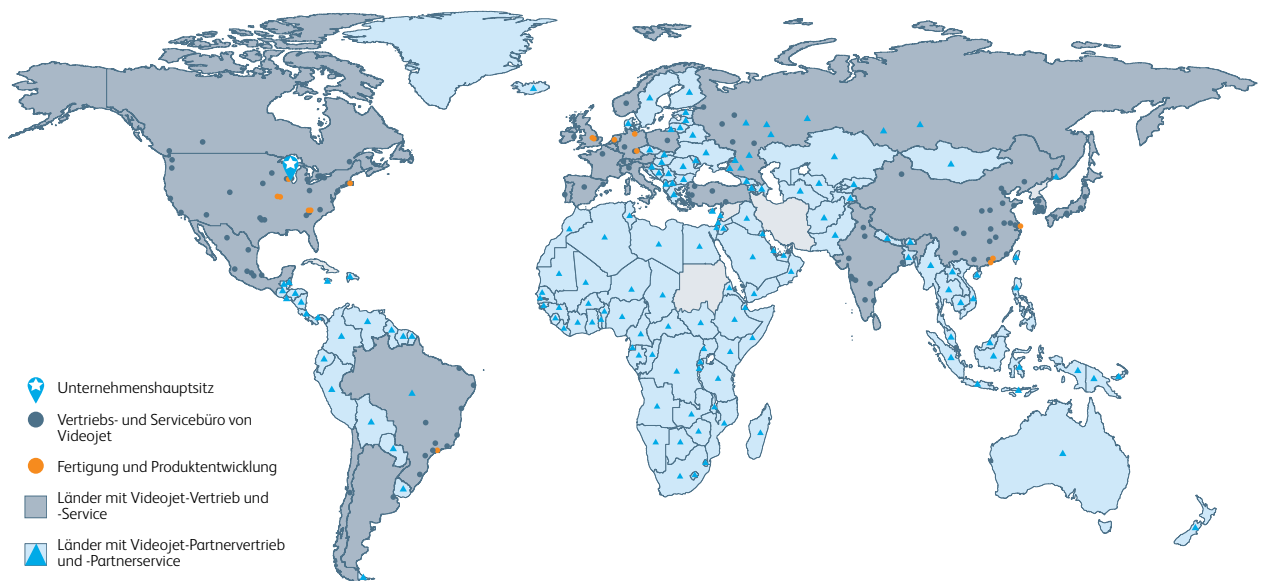 Unternehmenshauptsitz
Vertriebs- und Servicebüro von
Videojet
Fertigung und Produktentwicklung
Länder mit Videojet-Vertrieb und
-Service
Länder mit Videojet-Partnervertrieb
und -Partnerservice